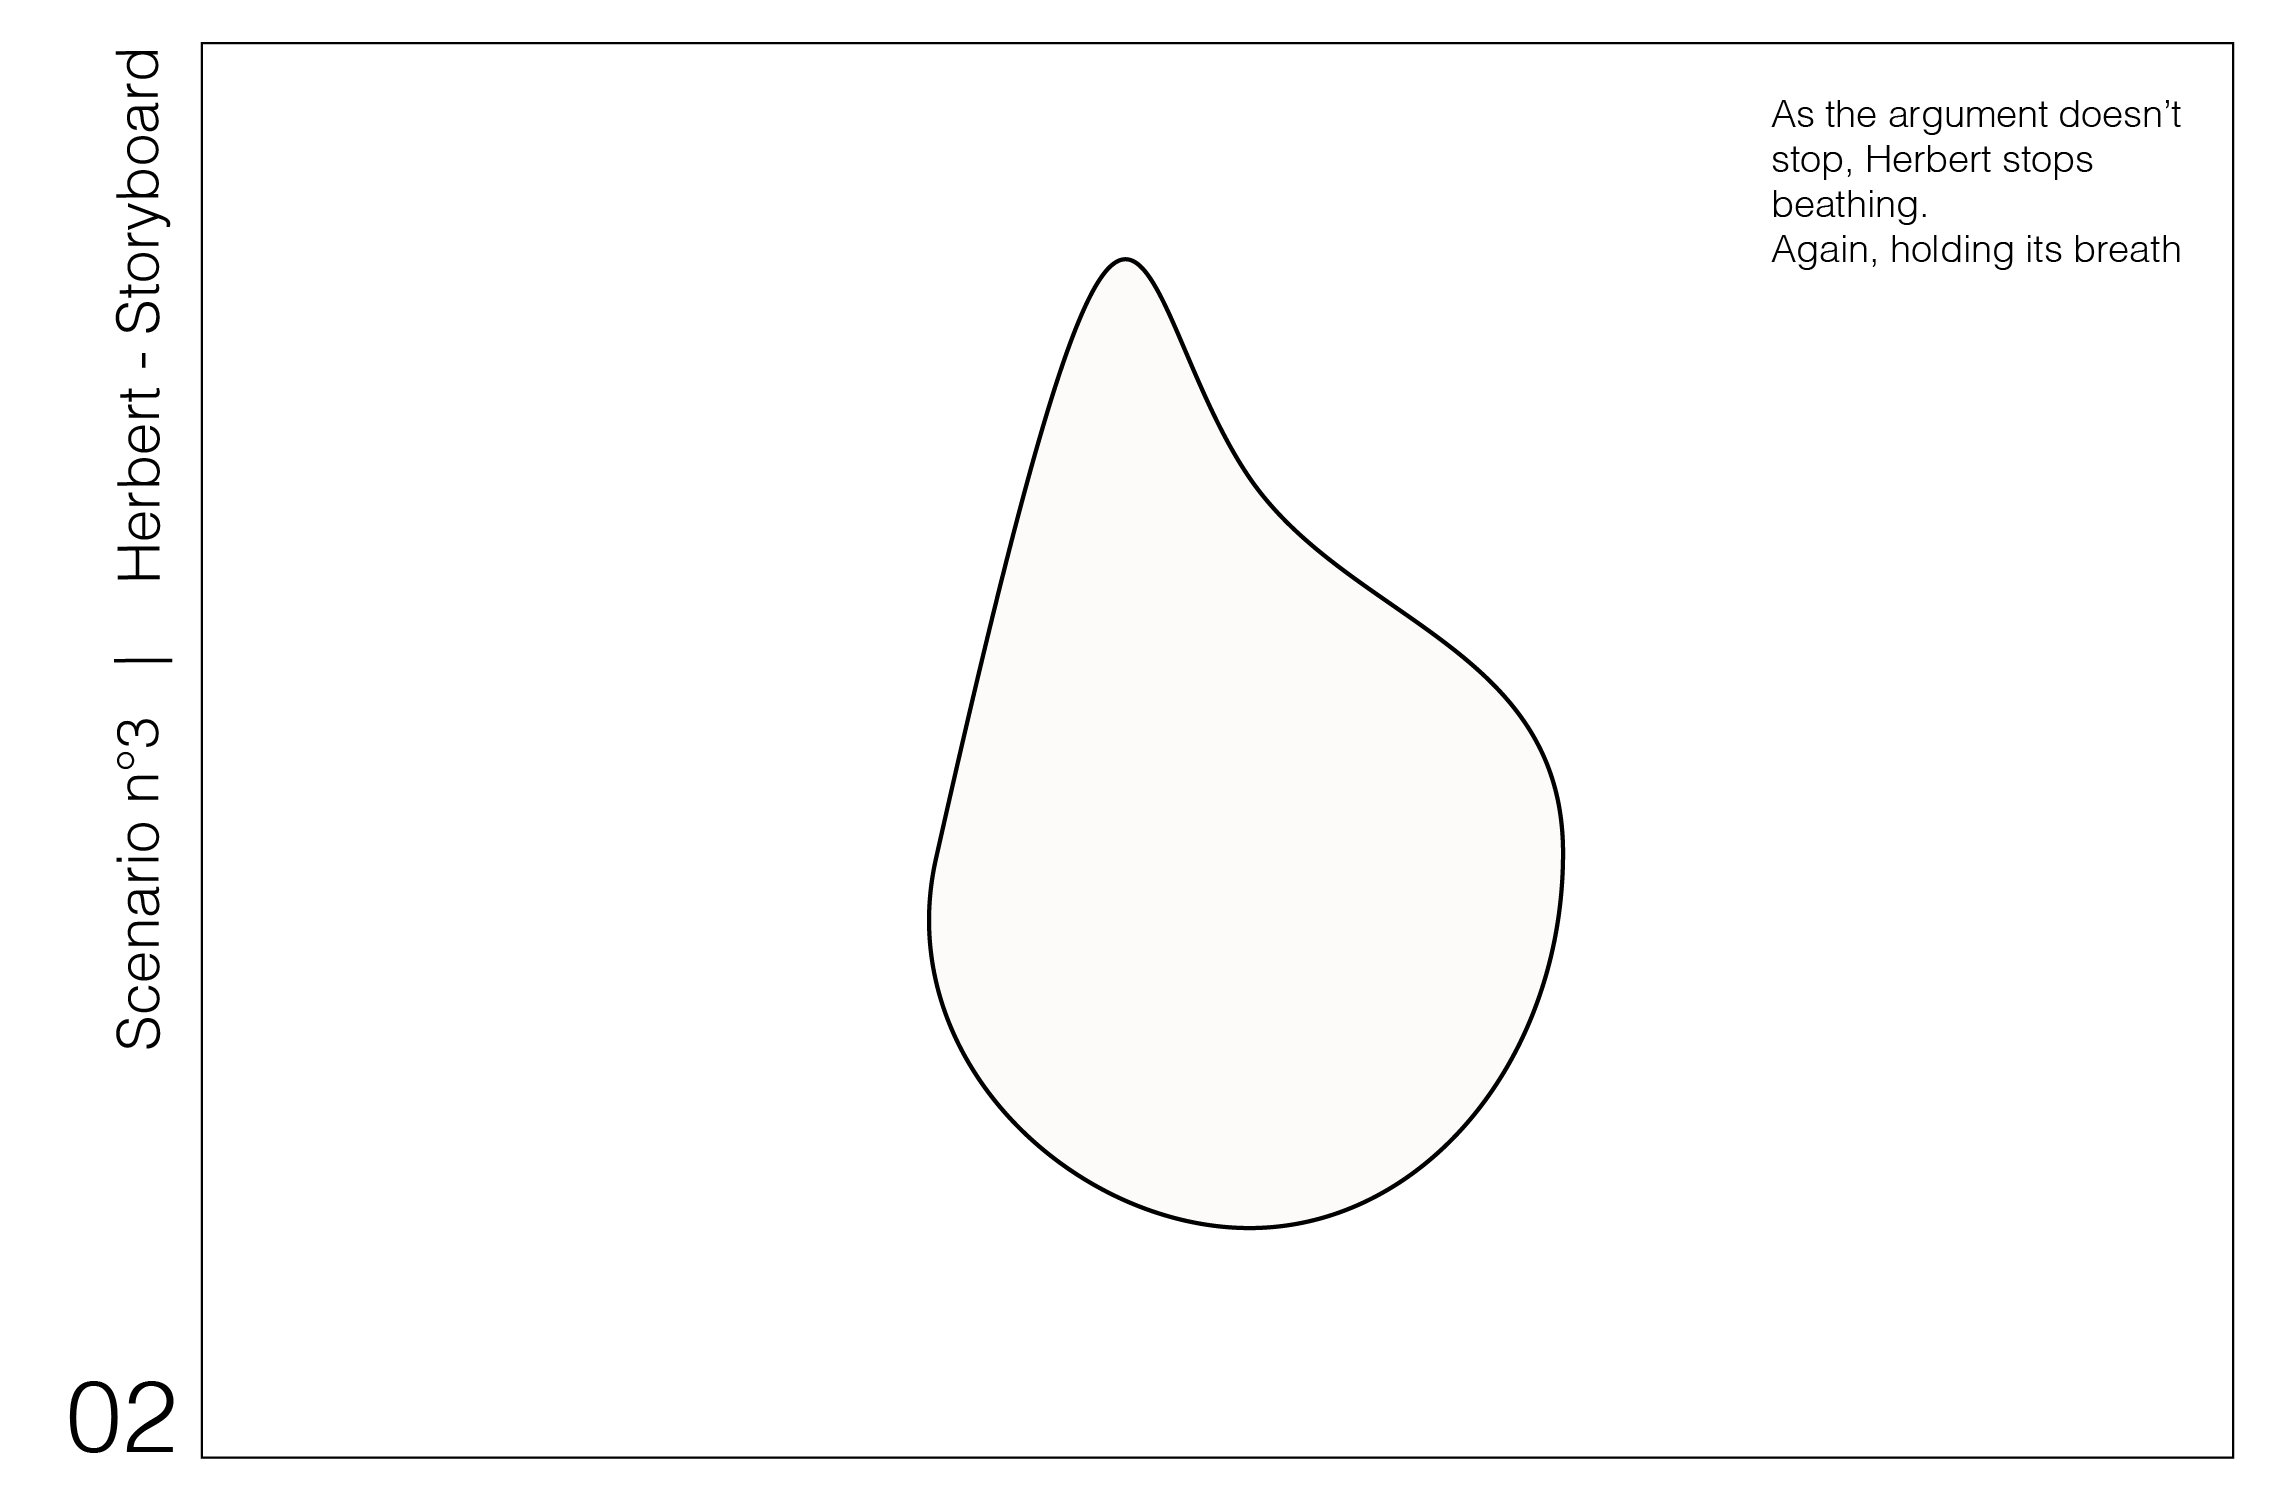 Scenario n°3 | Herbert - Storyboard
As the argument doesn’t
stop, Herbert stops
beathing.
Again, holding its breath
02